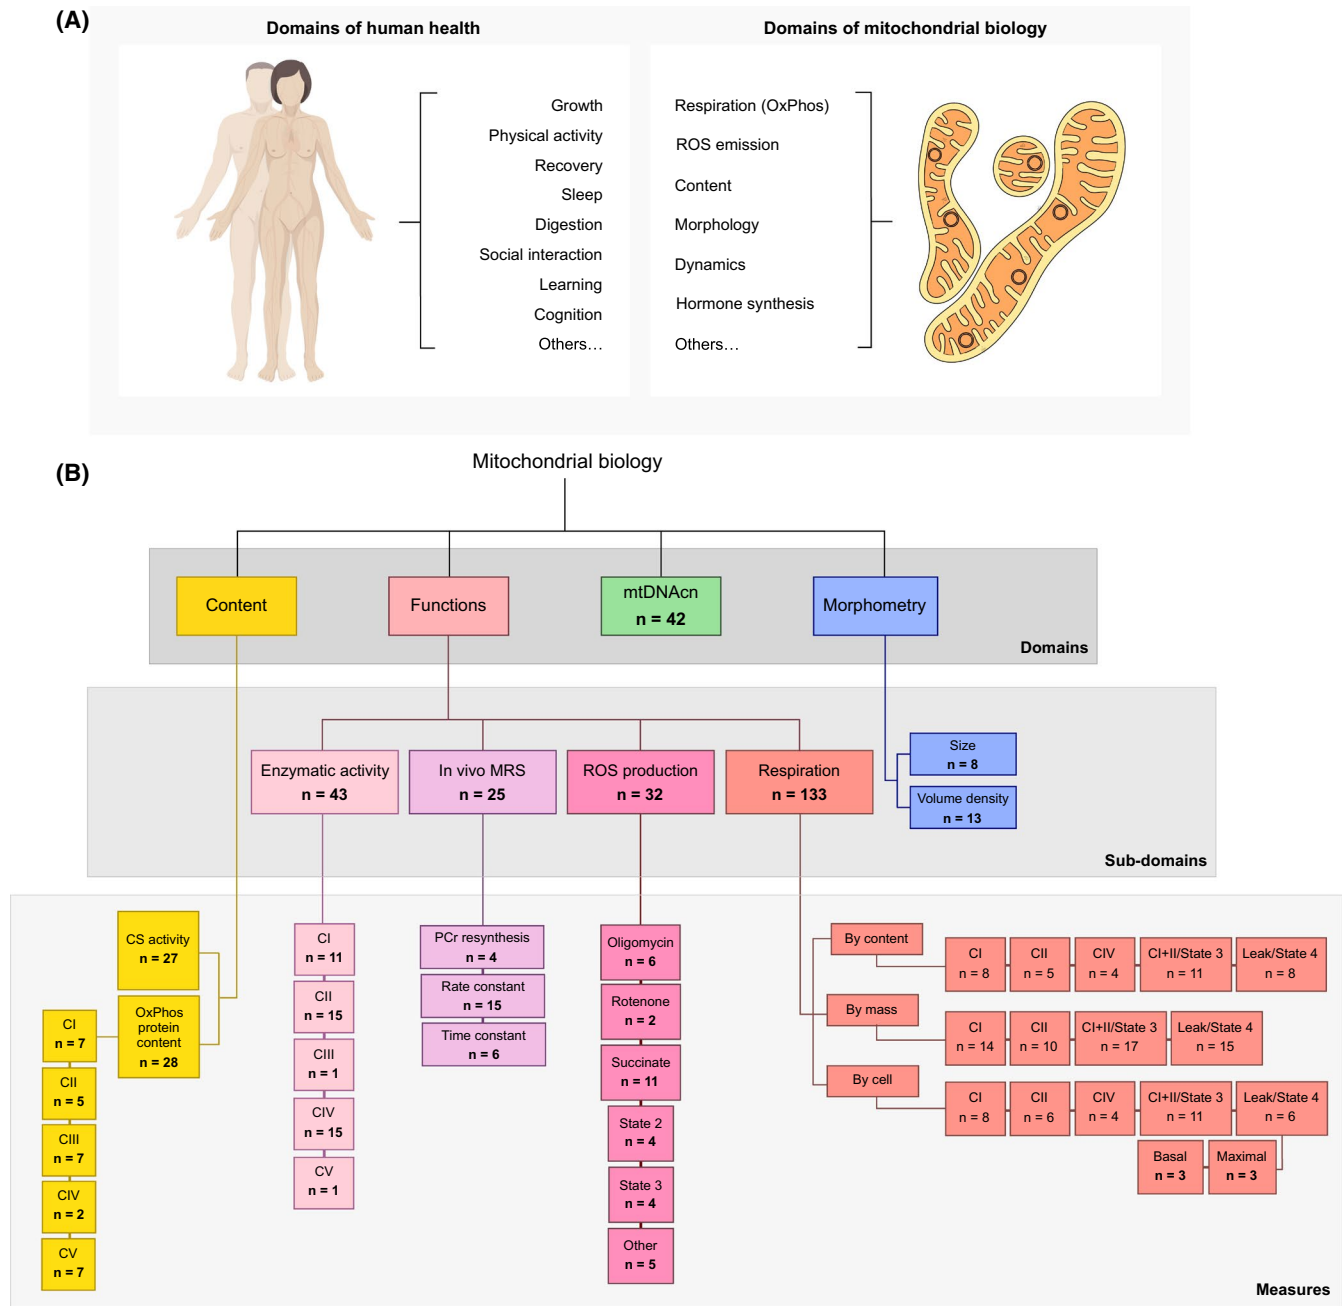 (A)
Domains of human health
Growth
Physical activity
Recovery
Sleep
Digestion
Social interaction
Learning
Cognition
Others…
Domains of mitochondrial biology
Respiration (OxPhos)
ROS emission
Content
Morphology
Dynamics
Hormone synthesis
Others…
(B)
Mitochondrial biology
Content
Functions
mtDNAcn
n = 42
Morphometry
Domains
Enzymatic activity
n = 43
In vivo MRS
n = 25
ROS production
n = 32
Respiration
n = 133
Size
n = 8
Volume density
n = 13
Sub-domains
CS activity
n = 27
OxPhos
protein
content
n = 28
CI
n = 7
CII
n = 5
CIII
n = 7
CIV
n = 2
CV
n = 7
CI
n = 11
CII
n = 15
CIII
n = 1
CIV
n = 15
CV
n = 1
PCr resynthesis
n = 4
Rate constant
n = 15
Time constant
n = 6
Oligomycin
n = 6
Rotenone
n = 2
Succinate
n = 11
State 2
n = 4
State 3
n = 4
Other
n = 5
By content
CI
n = 8
CII
n = 5
CIV
n = 4
CI+II/State 3
n = 11
Leak/State 4
n = 8
By mass
CI
n = 14
CII
n = 10
CI+II/State 3
n = 17
Leak/State 4
n = 15
By cell
CI
n = 8
CII
n = 6
CIV
n = 4
CI+II/State 3
n = 11
Leak/State 4
n = 6
Basal
n = 3
Maximal
n = 3
Measures